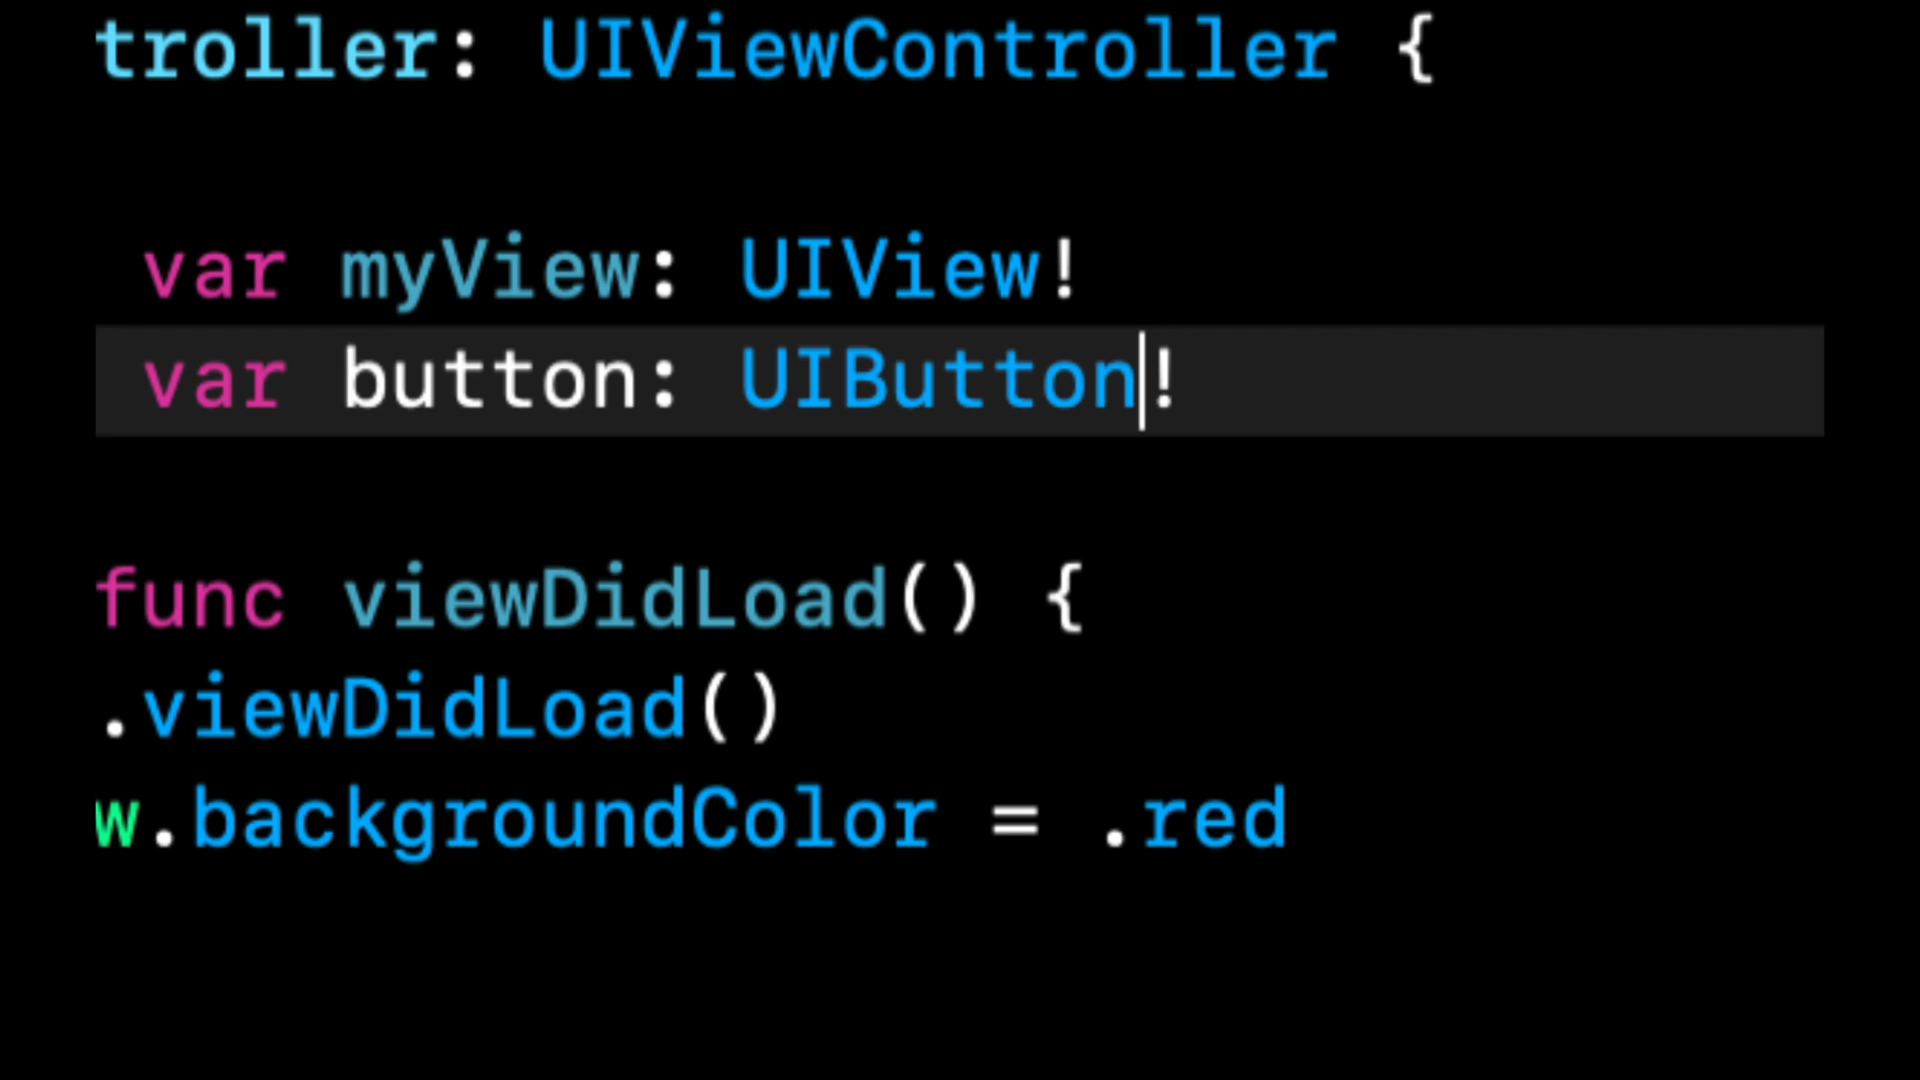 troller: UIViewController {
var myView: UIView!
var button: UIButton!
func viewDidLoad() {
.viewDidLoad()
w.backgroundColor = .red